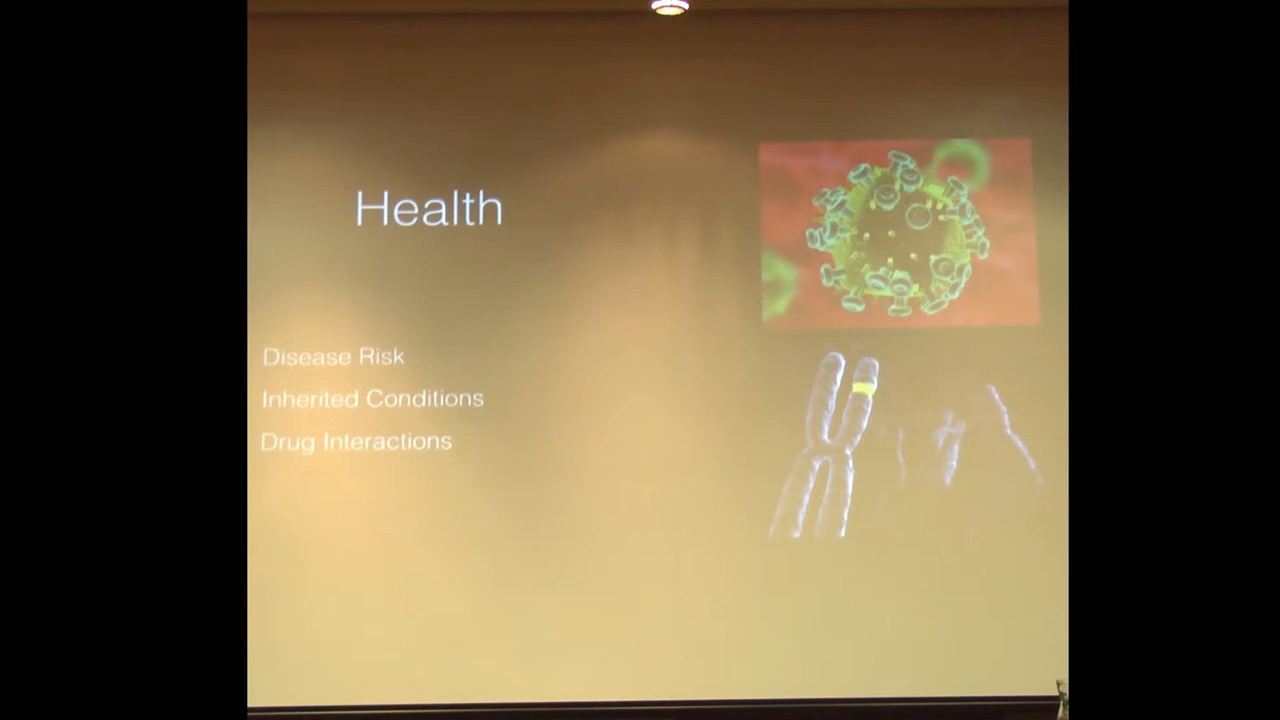 Health
Disease Risk
Inherited Conditions
Drug Interactions